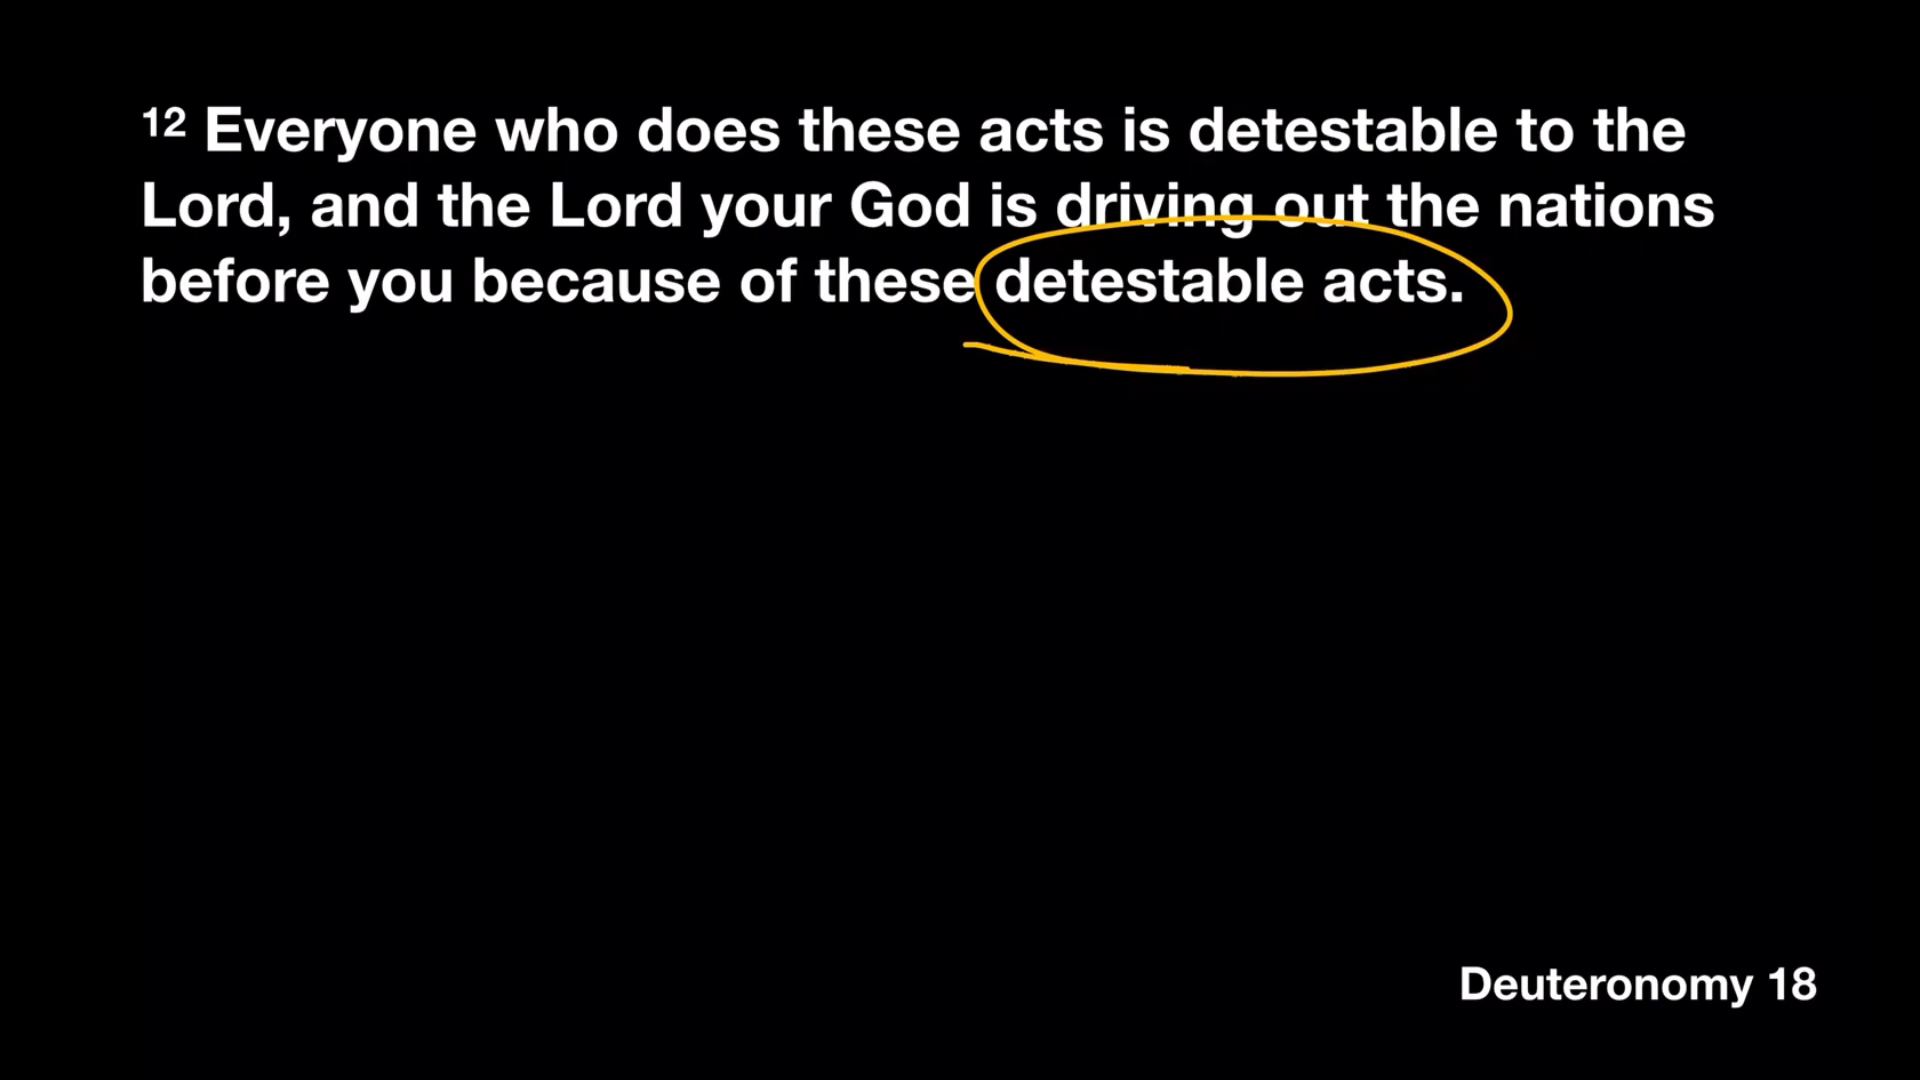 ¹² Everyone who does these acts is detestable to the
Lord, and the Lord your God is driving out the nations
before you because of these detestable acts.
Deuteronomy 18